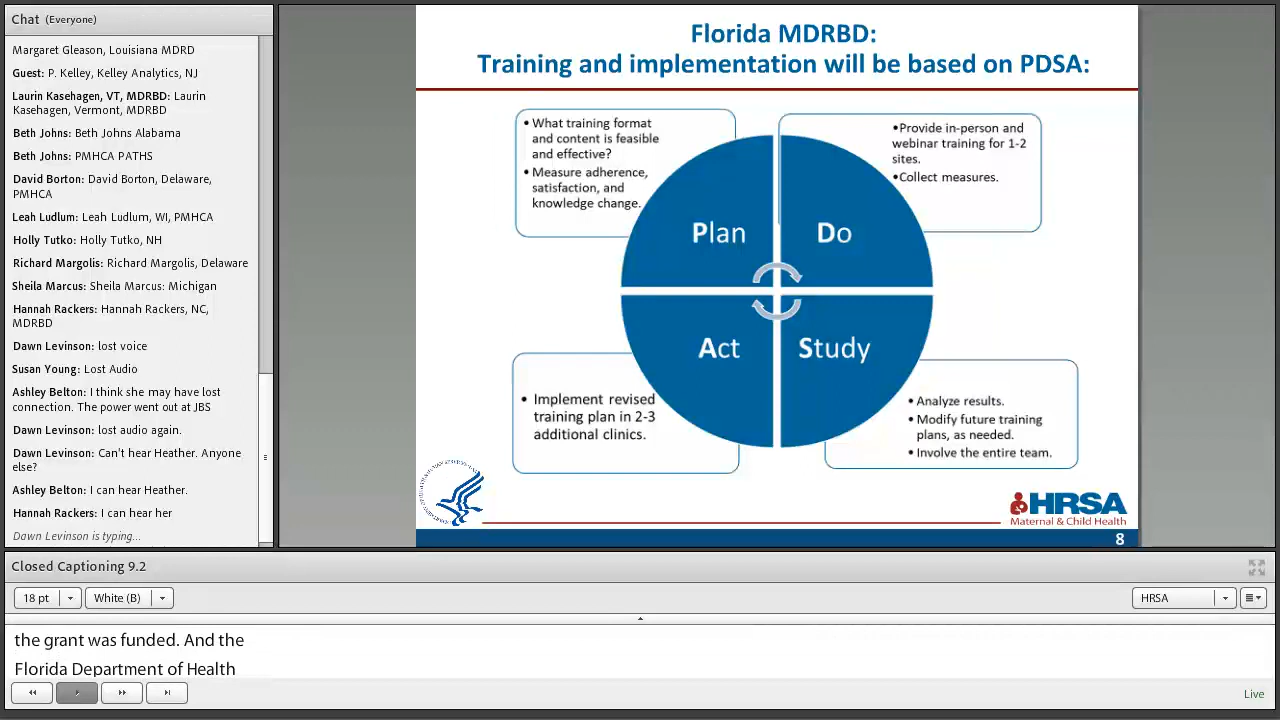 Chat (Everyone)
Margaret Gleason, Louisiana MDRD
Guest: P. Kelley, Kelley Analytics, NJ
Laurin Kasehagen, VT, MDRBD: Laurin
Kasehagen, Vermont, MDRBD
Beth Johns: Beth Johns Alabama
Beth Johns: PMHCA PATHS
David Borton: David Borton, Delaware,
PMHCA
Leah Ludlum: Leah Ludlum, WI, PMHCA
Holly Tutko: Holly Tutko, NH
Richard Margolis: Richard Margolis, Delaware
Sheila Marcus: Sheila Marcus: Michigan
Hannah Rackers: Hannah Rackers, NC,
MDRBD
Dawn Levinson: lost voice
Susan Young: Lost Audio
Ashley Belton: I think she may have lost
connection. The power went out at JBS
Dawn Levinson: lost audio again.
Dawn Levinson: Can't hear Heather. Anyone
else?
Ashley Belton: I can hear Heather.
Hannah Rackers: I can hear her
Dawn Levinson is typing...
Florida MDRBD:
Training and implementation will be based on PDSA:
• What training format
and content is feasible
and effective?
• Measure adherence,
satisfaction, and
knowledge change.
Plan
•Provide in-person and
webinar training for 1-2
sites.
•Collect measures.
Do
Act
• Implement revised
training plan in 2-3
additional clinics.
Study
• Analyze results.
• Modify future training
plans, as needed.
• Involve the entire team.
HRSA
Maternal & Child Health
8
Closed Captioning 9.2
18 pt
White (B)
HRSA
the grant was funded. And the
Florida Department of Health
Live